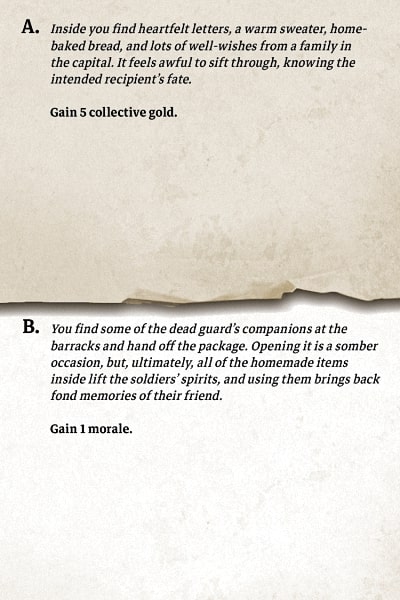 A. Inside you find heartfelt letters, a warm sweater, home-
baked bread, and lots of well-wishes from a family in
the capital. It feels awful to sift through, knowing the
intended recipient's fate.
Gain 5 collective gold.
B. You find some of the dead guard's companions at the
barracks and hand off the package. Opening it is a somber
occasion, but, ultimately, all of the homemade items
inside lift the soldiers' spirits, and using them brings back
fond memories of their friend.
Gain 1 morale.